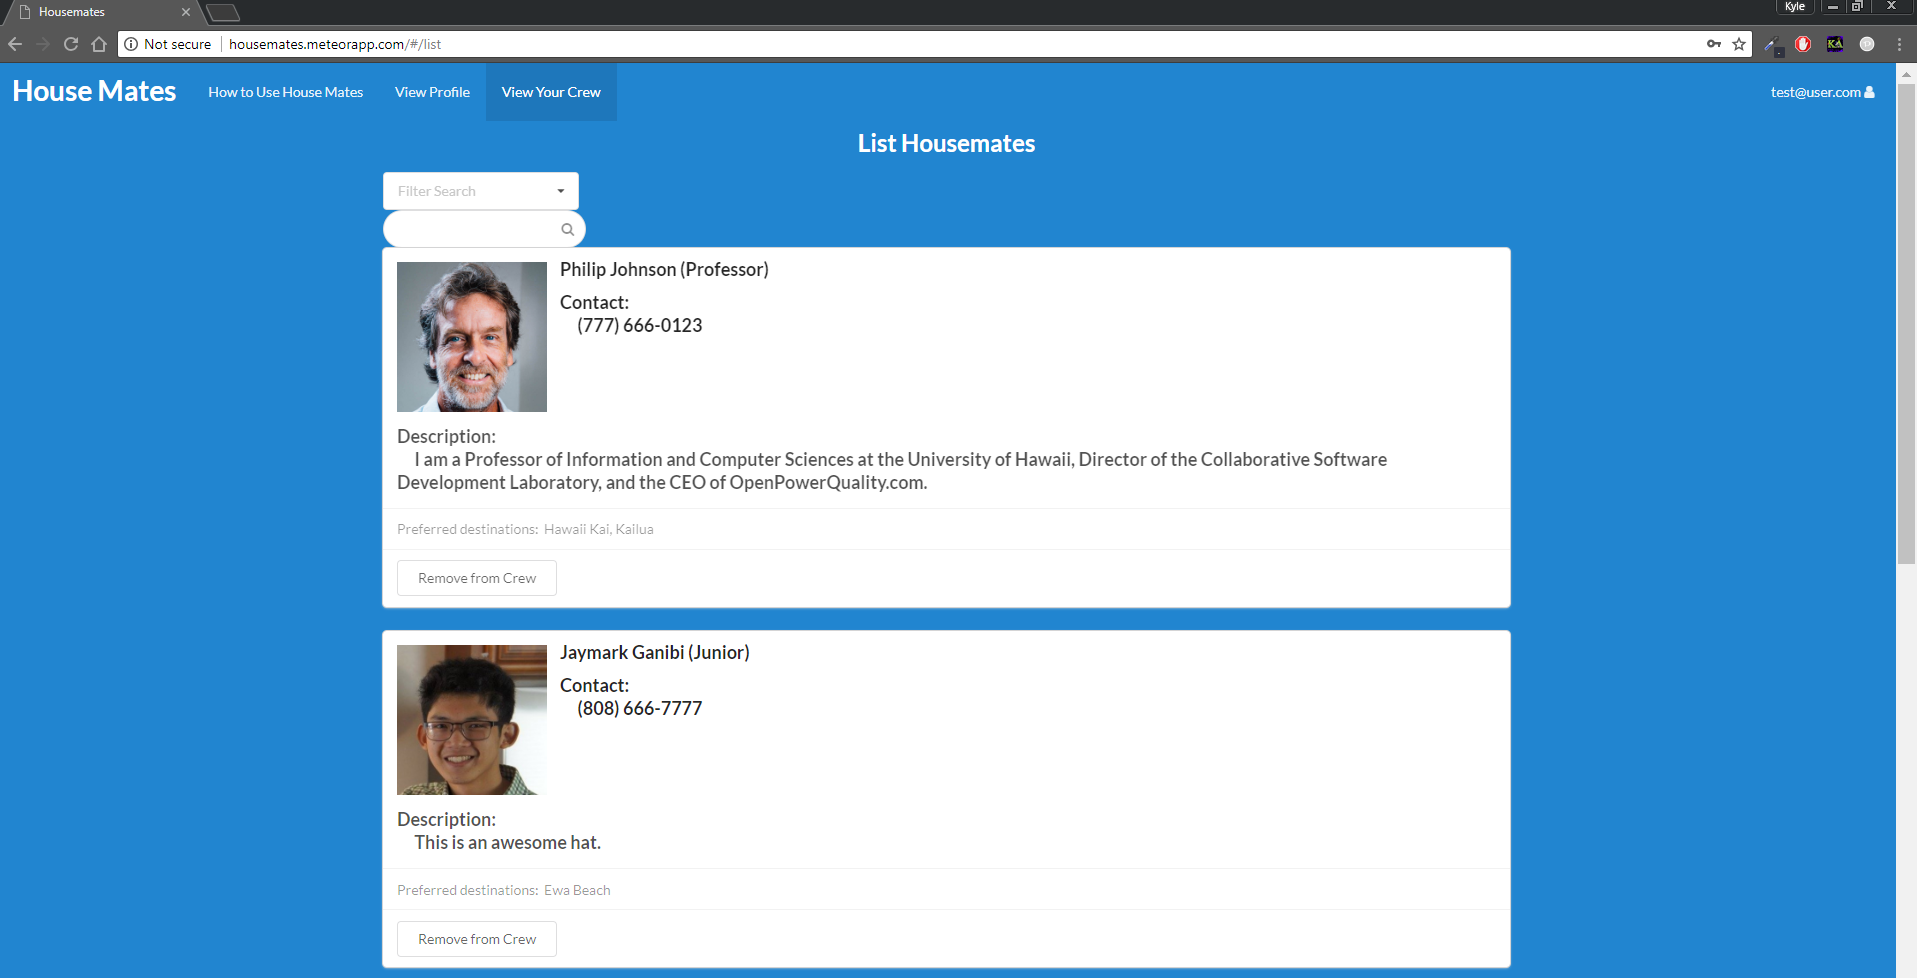 Housemates
Kyle
Not secure housemates.meteorapp.com/#/list
House Mates How to Use House Mates View Profile View Your Crew test@user.com
List Housemates
Filter Search
Philip Johnson (Professor)
Contact:
(777) 666-0123
Description:
I am a Professor of Information and Computer Sciences at the University of Hawaii, Director of the Collaborative Software
Development Laboratory, and the CEO of OpenPowerQuality.com.
Preferred destinations: Hawaii Kai, Kailua
Remove from Crew
Jaymark Ganibi (Junior)
Contact:
(808) 666-7777
Description:
This is an awesome hat.
Preferred destinations: Ewa Beach
Remove from Crew